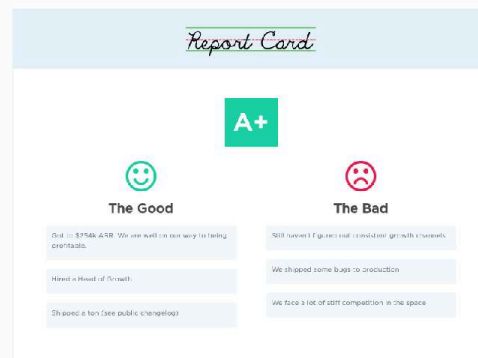 Report Card
A+
The Good
Got to $254k ARR. We are well on our way to being
profitable.
Hired a Head of Growth
Shipped a ton (see public changelog)
The Bad
Still haven't figured out consistent growth channels
We shipped some bugs to production
We face a lot of stiff competition in the space